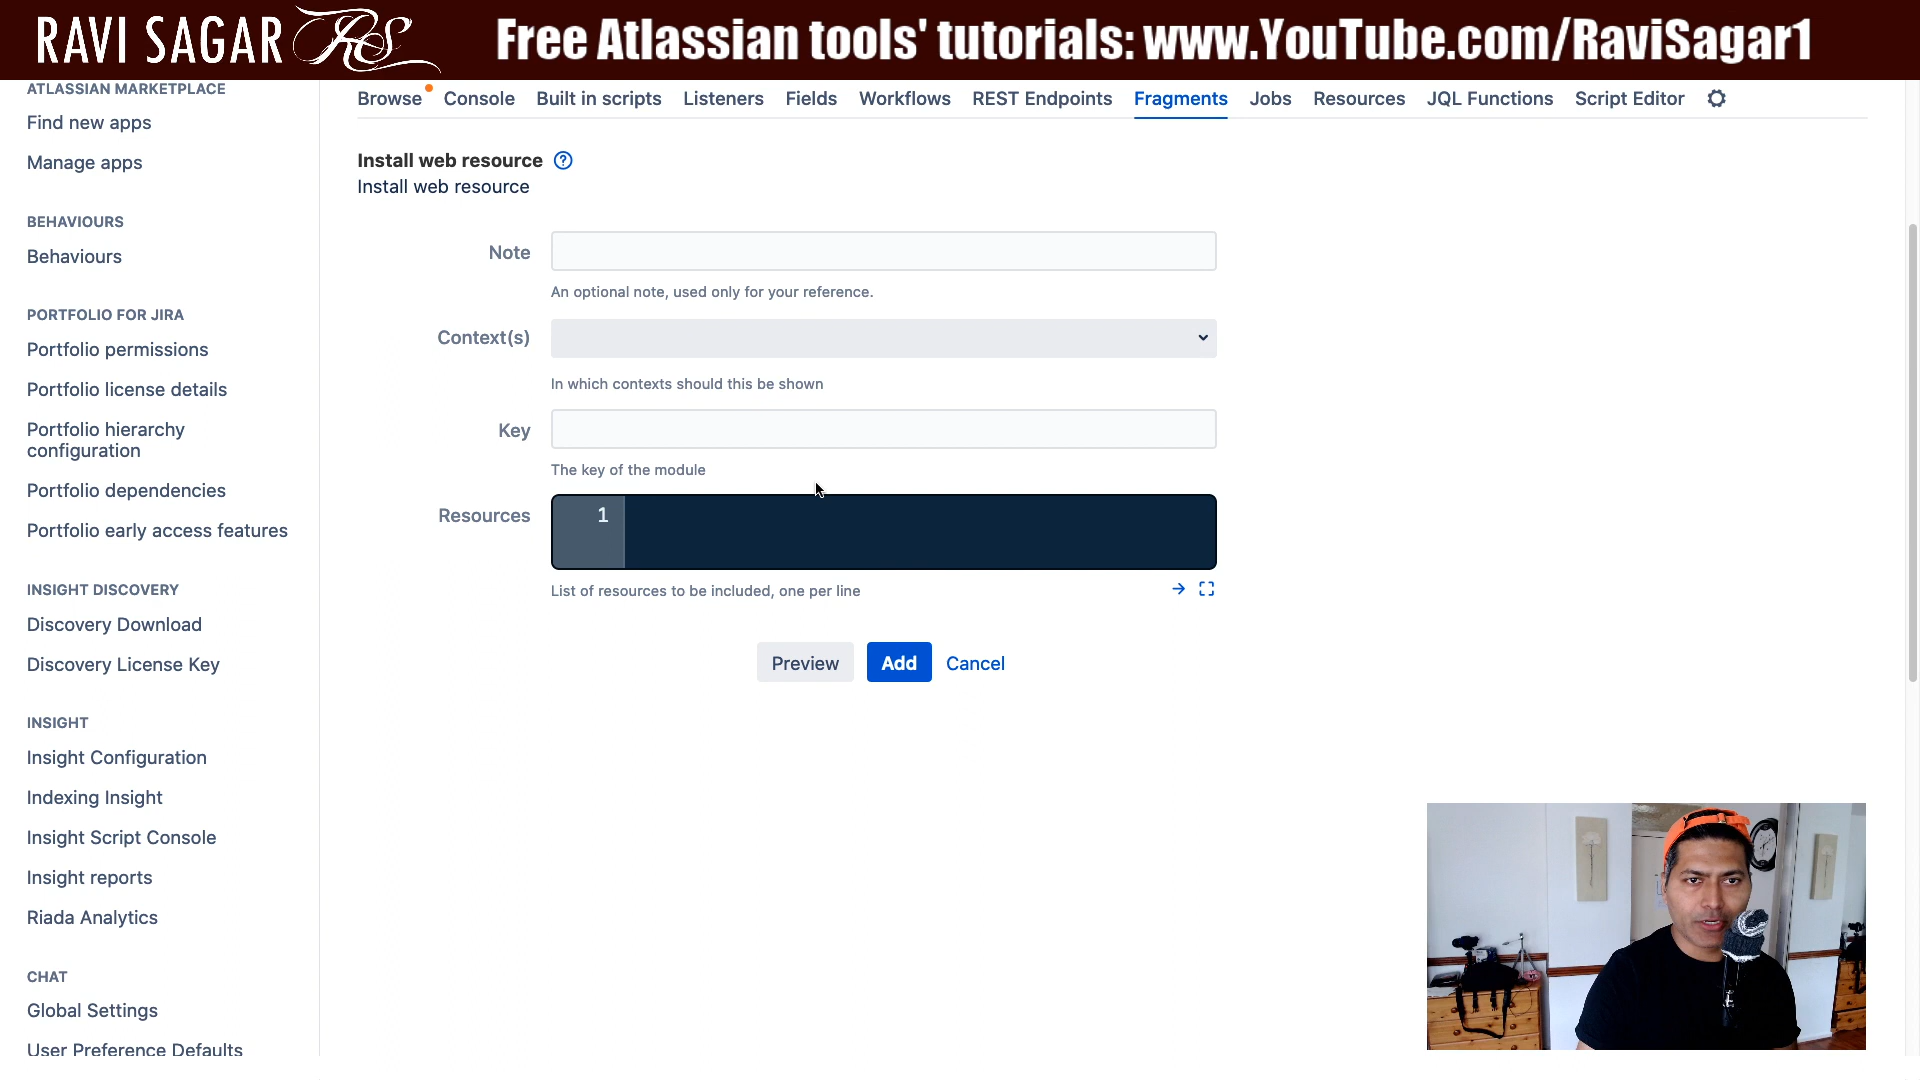 RAVI SAGAR RS
Free Atlassian tools' tutorials: www.YouTube.com/RaviSagar1
ATLASSIAN MARKETPLACE
Find new apps
Manage apps
BEHAVIOURS
Behaviours
PORTFOLIO FOR JIRA
Portfolio permissions
Portfolio license details
Portfolio hierarchy
configuration
Portfolio dependencies
Portfolio early access features
INSIGHT DISCOVERY
Discovery Download
Discovery License Key
INSIGHT
Insight Configuration
Indexing Insight
Insight Script Console
Insight reports
Riada Analytics
CHAT
Global Settings
User Preference Defaults
Browse Console Built in scripts Listeners Fields Workflows REST Endpoints Fragments Jobs Resources JQL Functions Script Editor
Install web resource
Install web resource
Note
An optional note, used only for your reference.
Context(s)
In which contexts should this be shown
Key
The key of the module
Resources
1
List of resources to be included, one per line
Preview Add Cancel